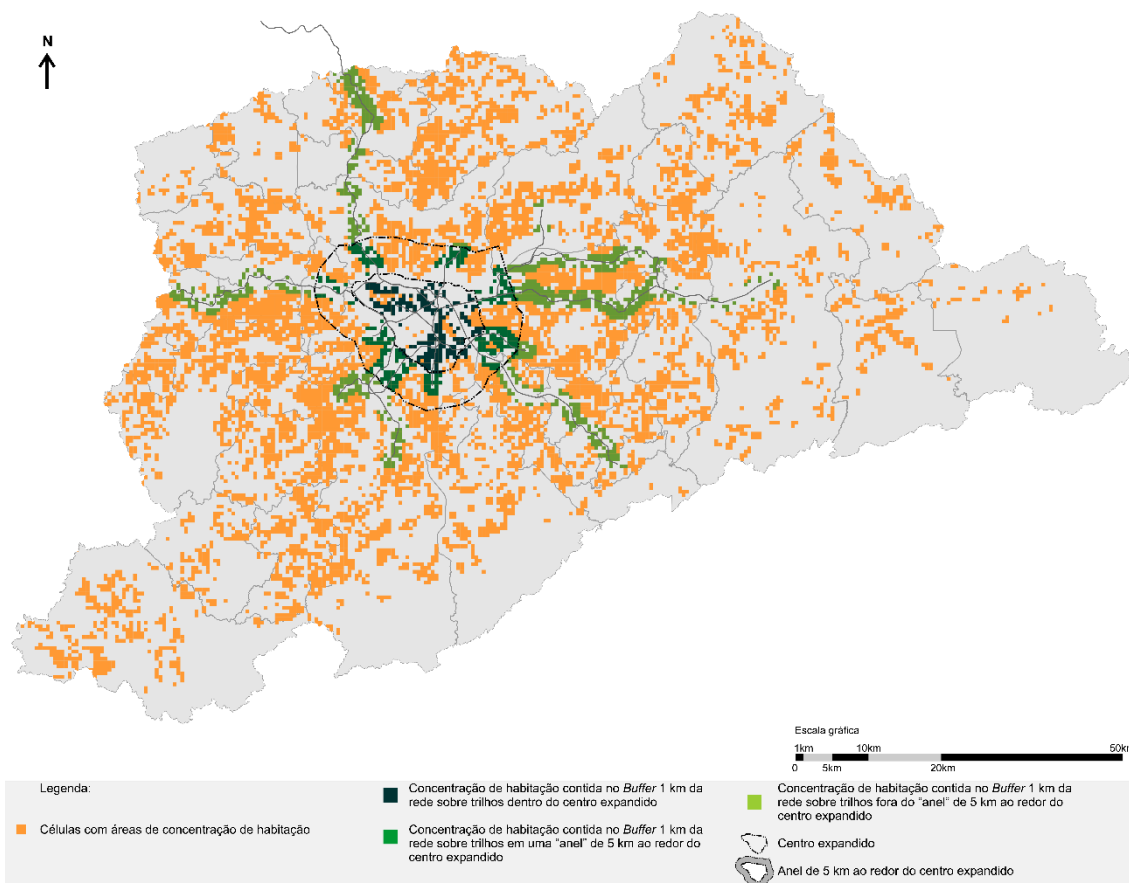 N
Escala gráfica
1km 10km 50km
0 5km 20km
Legenda:
Células com áreas de concentração de habitação
Concentração de habitação contida no Buffer 1 km da
rede sobre trilhos dentro do centro expandido
Concentração de habitação contida no Buffer 1 km da
rede sobre trilhos em uma "anel" de 5 km ao redor do
centro expandido
Concentração de habitação contida no Buffer 1 km da
rede sobre trilhos fora do "anel" de 5 km ao redor do
centro expandido
Centro expandido
Anel de 5 km ao redor do centro expandido